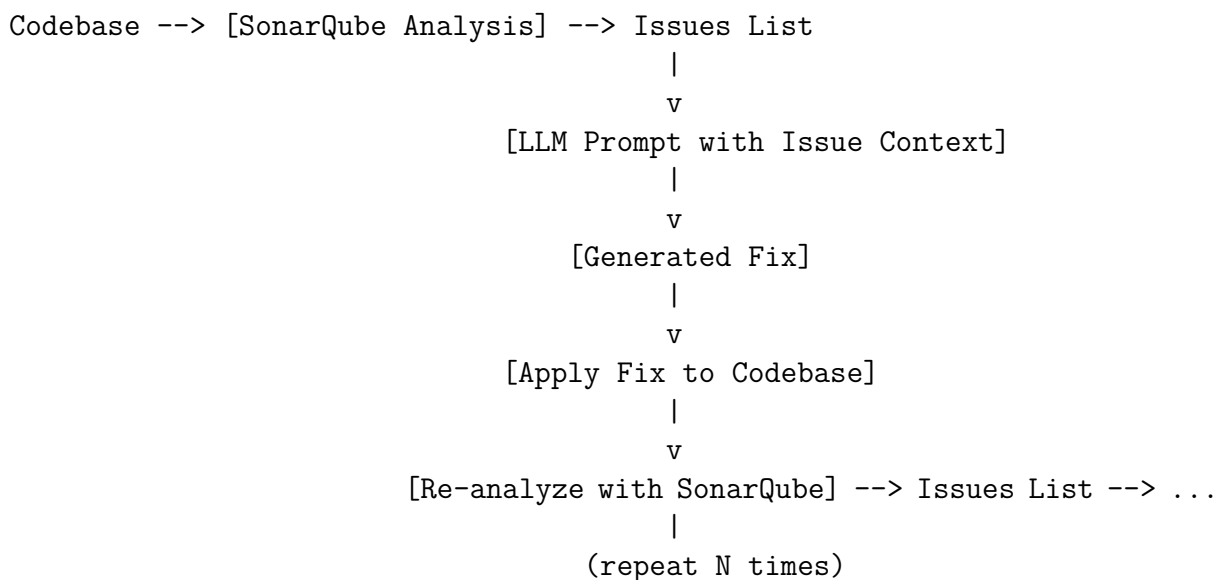 Codebase --> [SonarQube Analysis] --> Issues List
|
v
[LLM Prompt with Issue Context]
|
v
[Generated Fix]
|
v
[Apply Fix to Codebase]
|
v
[Re-analyze with SonarQube] --> Issues List --> ...
|
(repeat N times)